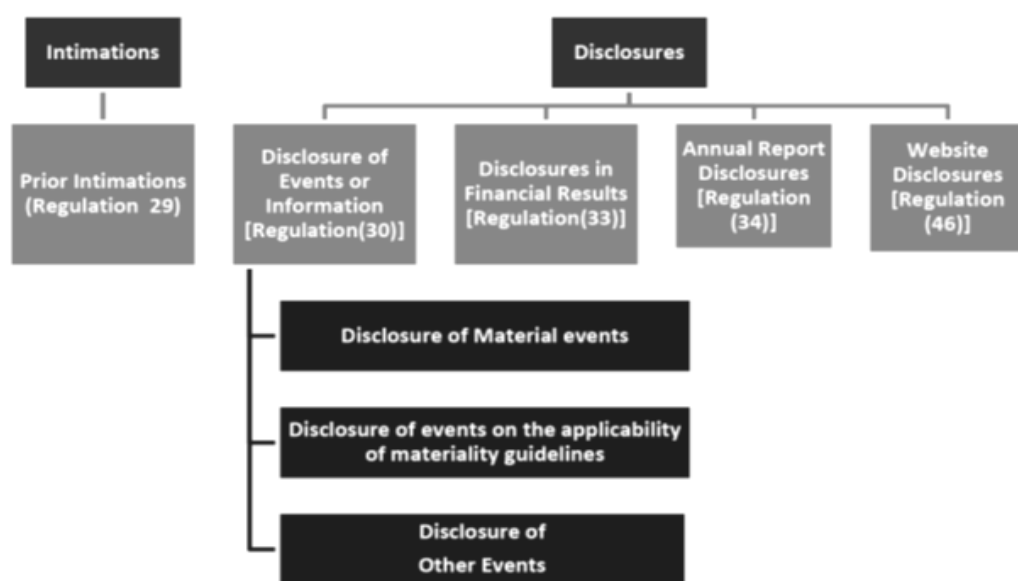 Intimations
Disclosures
Prior Intimations
(Regulation 29)
Disclosure of
Events or
Information
[Regulation(30)]
Disclosures in
Financial Results
[Regulation(33)]
Annual Report
Disclosures
[Regulation
(34)]
Website
Disclosures
[Regulation
(46)]
Disclosure of Material events
Disclosure of events on the applicability
of materiality guidelines
Disclosure of
Other Events